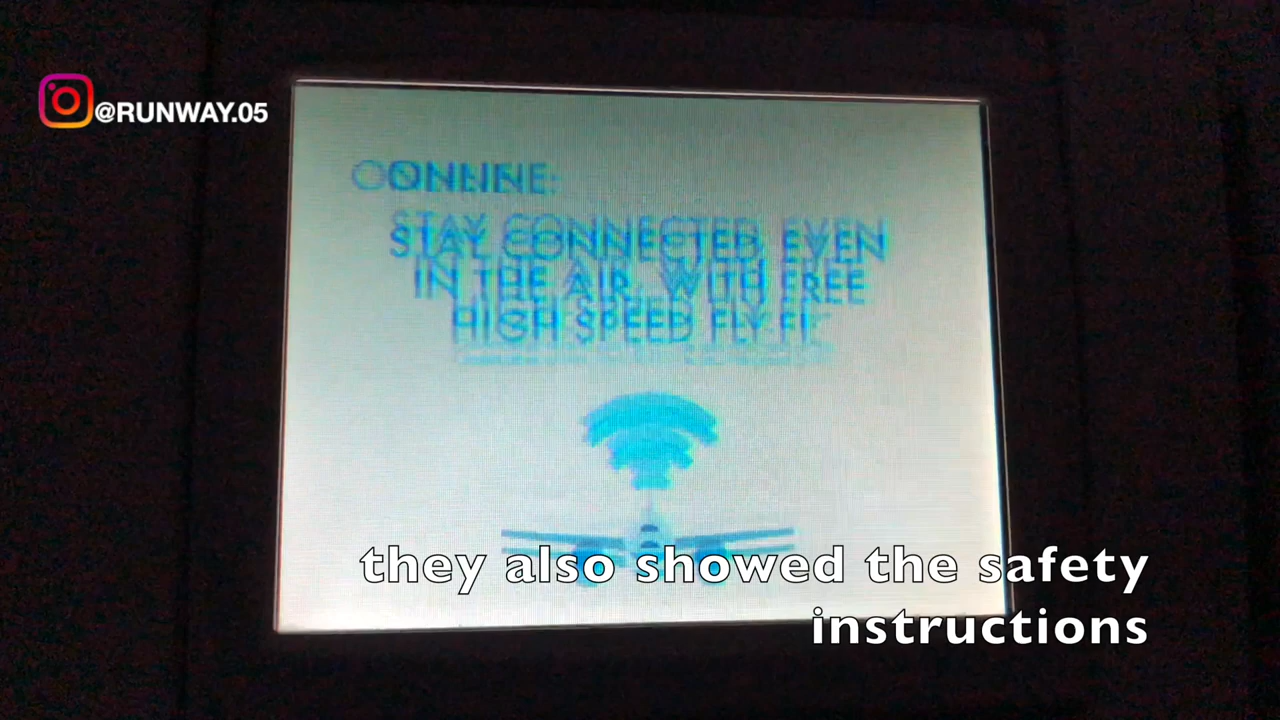 @RUNWAY.05
ONLINE:
STAY CONNECTED, EVEN
IN THE AIR, WITH FREE
HIGH SPEED FLY FI
they also showed the safety
instructions